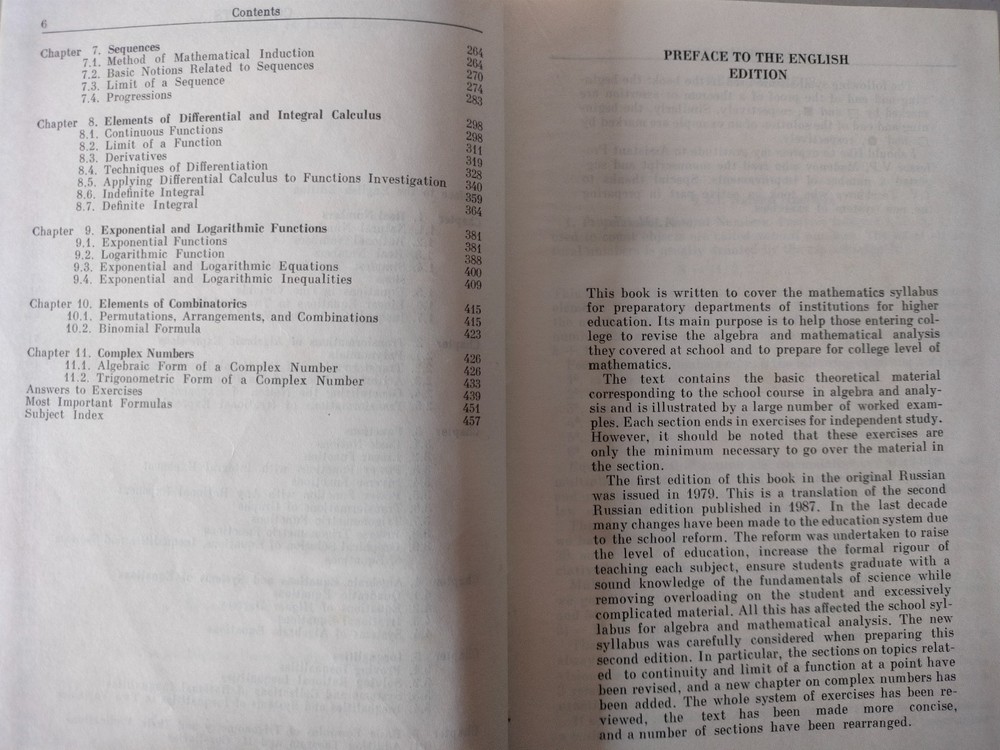 6
Contents
Chapter 7. Sequences 264
7.1. Method of Mathematical Induction 264
7.2. Basic Notions Related to Sequences 270
7.3. Limit of a Sequence 274
7.4. Progressions 283
Chapter 8. Elements of Differential and Integral Calculus 298
8.1. Continuous Functions 298
8.2. Limit of a Function 311
8.3. Derivatives 319
8.4. Techniques of Differentiation 328
8.5. Applying Differential Calculus to Functions Investigation 340
8.6. Indefinite Integral 359
8.7. Definite Integral 364
Chapter 9. Exponential and Logarithmic Functions 381
9.1. Exponential Functions 381
9.2. Logarithmic Function 388
9.3. Exponential and Logarithmic Equations 400
9.4. Exponential and Logarithmic Inequalities 409
Chapter 10. Elements of Combinatorics 415
10.1. Permutations, Arrangements, and Combinations 415
10.2. Binomial Formula 423
Chapter 11. Complex Numbers 426
11.1. Algebraic Form of a Complex Number 426
11.2. Trigonometric Form of a Complex Number 433
Answers to Exercises 439
Most Important Formulas 451
Subject Index 457
PREFACE TO THE ENGLISH
EDITION
This book is written to cover the mathematics syllabus
for preparatory departments of institutions for higher
education. Its main purpose is to help those entering col-
lege to revise the algebra and mathematical analysis
they covered at school and to prepare for college level of
mathematics.
The text contains the basic theoretical material
corresponding to the school course in algebra and analy-
sis and is illustrated by a large number of worked exam-
ples. Each section ends in exercises for independent study.
However, it should be noted that these exercises are
only the minimum necessary to go over the material in
the section.
The first edition of this book in the original Russian
was issued in 1979. This is a translation of the second
Russian edition published in 1987. In the last decade
many changes have been made to the education system due
to the school reform. The reform was undertaken to raise
the level of education, increase the formal rigour of
teaching each subject, ensure students graduate with a
sound knowledge of the fundamentals of science while
removing overloading on the student and excessively
complicated material. All this has affected the school syl-
labus for algebra and mathematical analysis. The new
syllabus was carefully considered when preparing this
second edition. In particular, the sections on topics relat-
ed to continuity and limit of a function at a point have
been revised, and a new chapter on complex numbers has
been added. The whole system of exercises has been re-
viewed, the text has been made more concise,
and a number of sections have been rearranged.